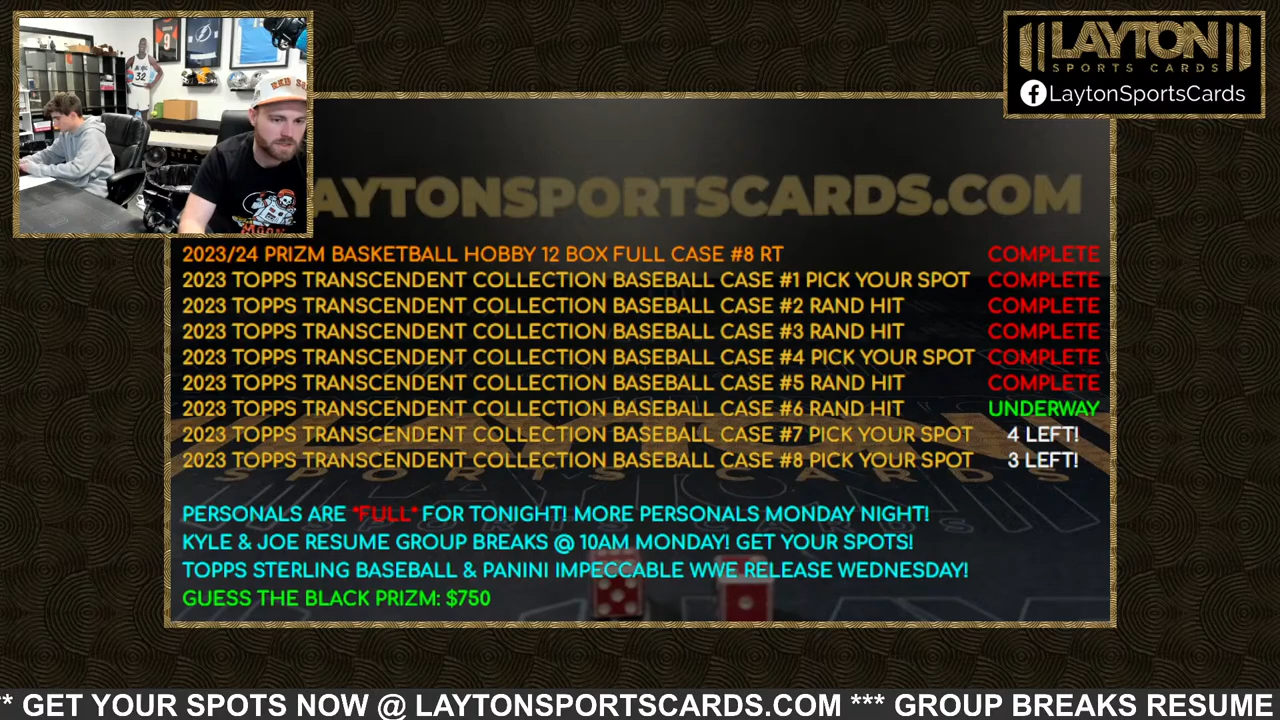 LAYTON
SPORTS CARDS
LaytonSportsCards
9
32
RED SO
AYTONSPORTSCARDS.COM
2023/24 PRIZM BASKETBALL HOBBY 12 BOX FULL CASE #8 RT COMPLETE
2023 TOPPS TRANSCENDENT COLLECTION BASEBALL CASE #1 PICK YOUR SPOT COMPLETE
2023 TOPPS TRANSCENDENT COLLECTION BASEBALL CASE #2 RAND HIT COMPLETE
2023 TOPPS TRANSCENDENT COLLECTION BASEBALL CASE #3 RAND HIT COMPLETE
2023 TOPPS TRANSCENDENT COLLECTION BASEBALL CASE #4 PICK YOUR SPOT COMPLETE
2023 TOPPS TRANSCENDENT COLLECTION BASEBALL CASE #5 RAND HIT COMPLETE
2023 TOPPS TRANSCENDENT COLLECTION BASEBALL CASE #6 RAND HIT UNDERWAY
2023 TOPPS TRANSCENDENT COLLECTION BASEBALL CASE #7 PICK YOUR SPOT 4 LEFT!
2023 TOPPS TRANSCENDENT COLLECTION BASEBALL CASE #8 PICK YOUR SPOT 3 LEFT!
SPORTS CARDS
PERSONALS ARE *FULL* FOR TONIGHT! MORE PERSONALS MONDAY NIGHT!
KYLE & JOE RESUME GROUP BREAKS @ 10AM MONDAY! GET YOUR SPOTS!
TOPPS STERLING BASEBALL & PANINI IMPECCABLE WWE RELEASE WEDNESDAY!
GUESS THE BLACK PRIZM: $750
** GET YOUR SPOTS NOW @ LAYTONSPORTSCARDS.COM *** GROUP BREAKS RESUME